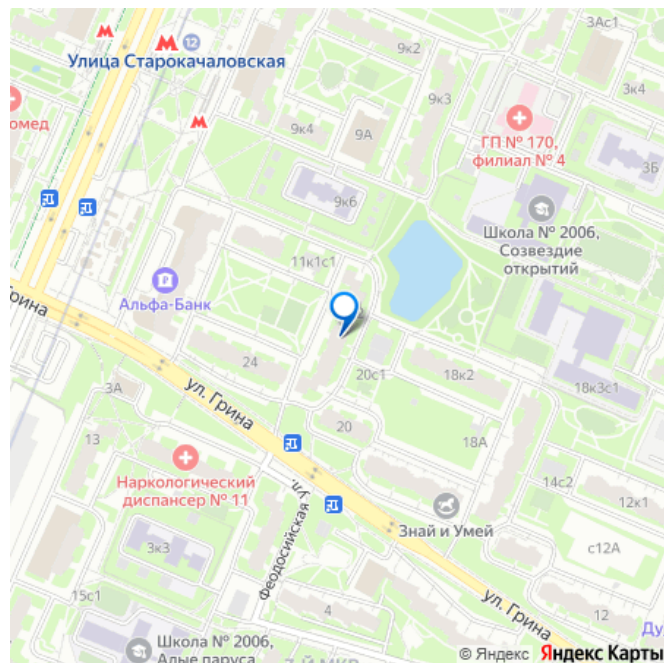 3Ас1
12
Улица Старокачаловская
9к2
9к3
3к4
омед
9к4
9А
ГП № 170,
филиал № 4
3Б
9к6
Школа № 2006,
Созвездие
открытий
11к1с1
Альфа-Банк
Грина
24
20с1
18к2
18к3с1
3А
ул. Грина
20
18А
13
Наркологический
диспансер № 11
14с2
12к1
Феодосийская ул.
Знай и Умей
3к3
с12А
15с1
4
ул. Грина
12
Ду
Школа № 2006,
Алые паруса
7-й МКР
© Яндекс Яндекс Карты